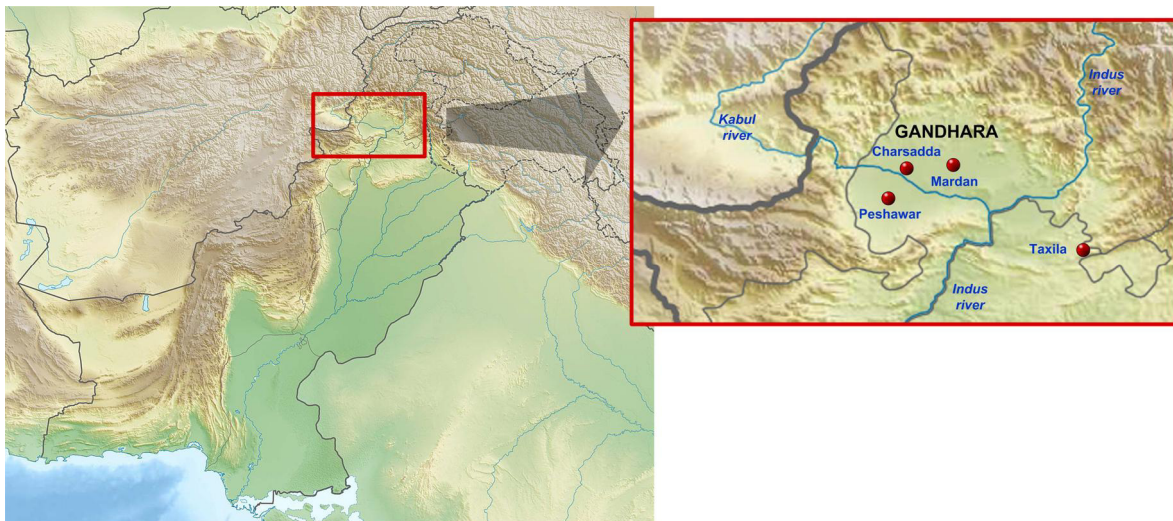 Indus
river
Kabul
river
GANDHARA
Charsadda
Mardan
Peshawar
Taxila
Indus
river